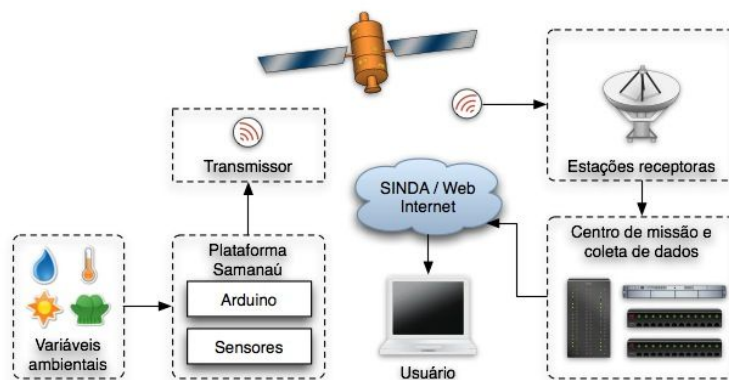 Transmissor
Estações receptoras
SINDA / Web
Internet
Centro de missão e
coleta de dados
Plataforma
Samanaú
Arduino
Sensores
Variáveis
ambientais
Usuário